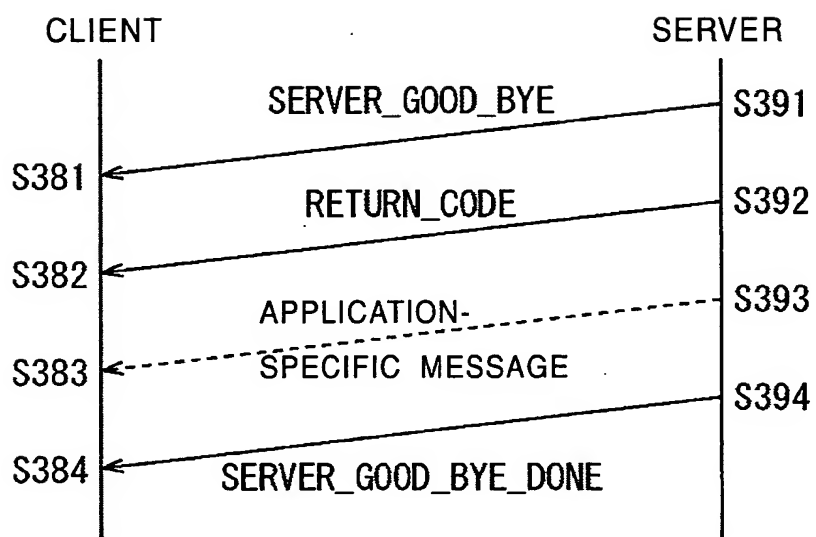 CLIENT
SERVER
SERVER_GOOD_BYE
S391
S381
RETURN_CODE
S392
S382
APPLICATION-
S393
S383
SPECIFIC MESSAGE
S394
S384
SERVER_GOOD_BYE_DONE